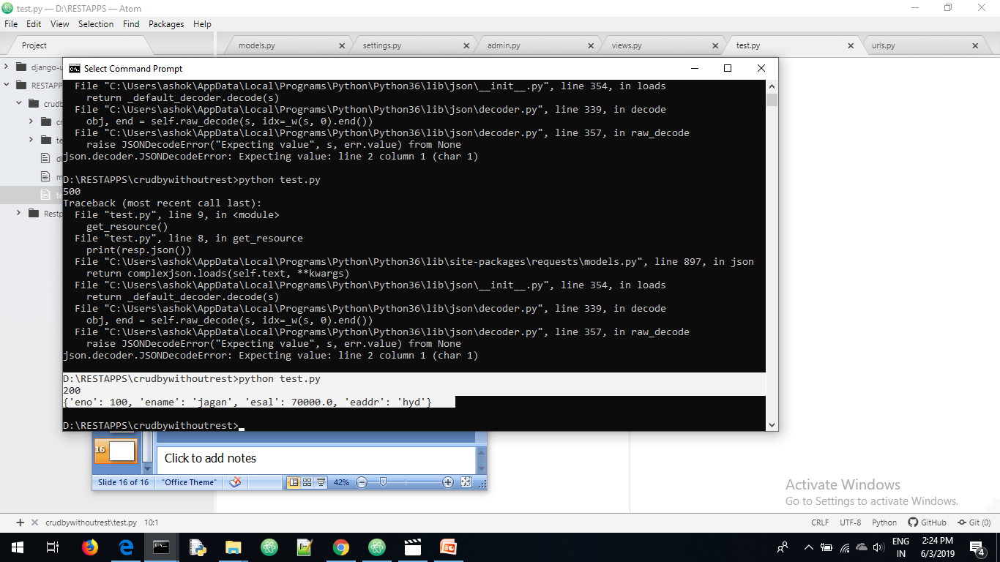 test.py — D:\RESTAPPS — Atom
File Edit View Selection Find Packages Help
Project
models.py
settings.py
admin.py
views.py
test.py
urls.py
RESTAPP
Select Command Prompt
File "C:\Users\ashok\AppData\Local\Programs\Python\Python36\lib\json\__init__.py", line 354, in loads
return _default_decoder.decode(s)
File "C:\Users\ashok\AppData\Local\Programs\Python\Python36\lib\json\decoder.py", line 339, in decode
obj, end = self.raw_decode(s, idx=_w(s, 0).end())
File "C:\Users\ashok\AppData\Local\Programs\Python\Python36\lib\json\decoder.py", line 357, in raw_decode
raise JSONDecodeError("Expecting value", s, err.value) from None
json.decoder.JSONDecodeError: Expecting value: line 2 column 1 (char 1)
D:\RESTAPPS\crudbywithoutrest>python test.py
500
Traceback (most recent call last):
File "test.py", line 9, in <module>
get_resource()
File "test.py", line 8, in get_resource
print(resp.json())
File "C:\Users\ashok\AppData\Local\Programs\Python\Python36\lib\site-packages\requests\models.py", line 897, in json
return complexjson.loads(self.text, **kwargs)
File "C:\Users\ashok\AppData\Local\Programs\Python\Python36\lib\json\__init__.py", line 354, in loads
return _default_decoder.decode(s)
File "C:\Users\ashok\AppData\Local\Programs\Python\Python36\lib\json\decoder.py", line 339, in decode
obj, end = self.raw_decode(s, idx=_w(s, 0).end())
File "C:\Users\ashok\AppData\Local\Programs\Python\Python36\lib\json\decoder.py", line 357, in raw_decode
raise JSONDecodeError("Expecting value", s, err.value) from None
json.decoder.JSONDecodeError: Expecting value: line 2 column 1 (char 1)
D:\RESTAPPS\crudbywithoutrest>python test.py
200
{'eno': 100, 'ename': 'jagan', 'esal': 70000.0, 'eaddr': 'hyd'}
D:\RESTAPPS\crudbywithoutrest>
16
Click to add notes
Slide 16 of 16 "Office Theme" 42%
Activate Windows
Go to Settings to activate Windows.
crudbywithoutrest\test.py 10:1
CRLF UTF-8 Python GitHub Git (0)
ENG 2:24 PM
IN 6/3/2019 4